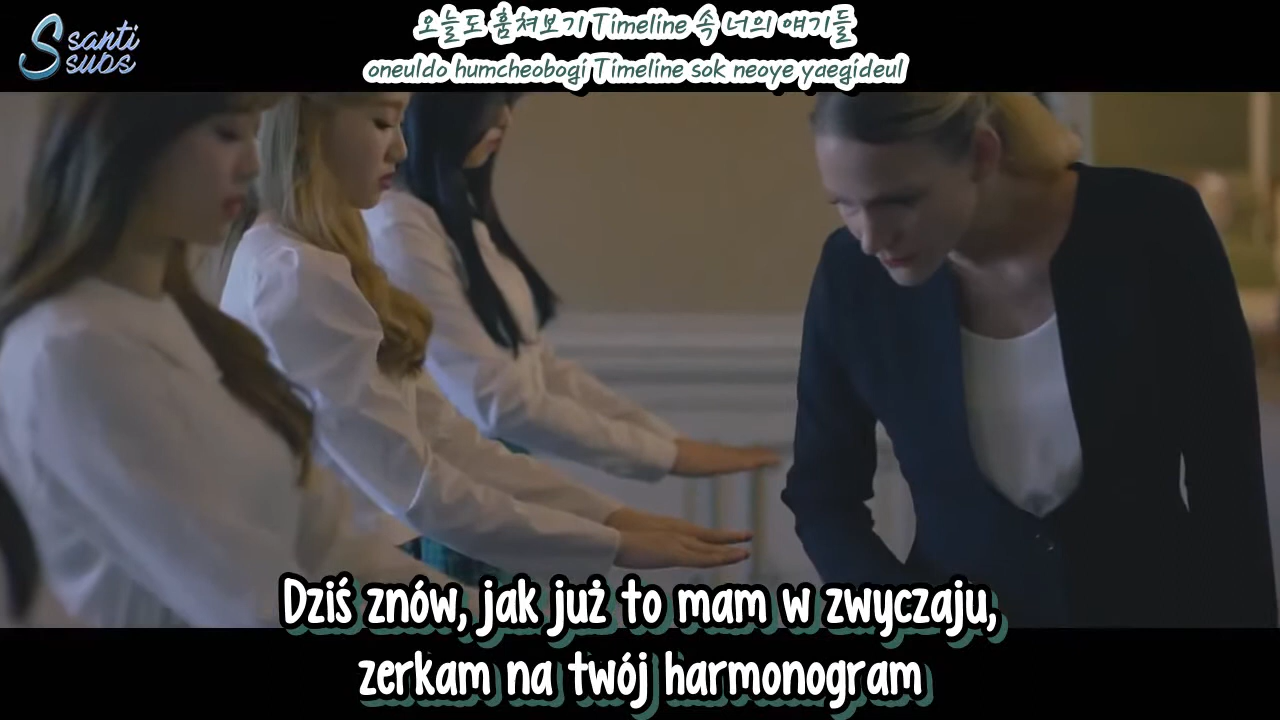 Santi
Subs
오늘도 훔쳐보기 Timeline 속 너의 얘기들
oneuldo humcheobogi Timeline sok neoye yaegideul
Dziś znów, jak już to mam w zwyczaju,
zerkam na twój harmonogram